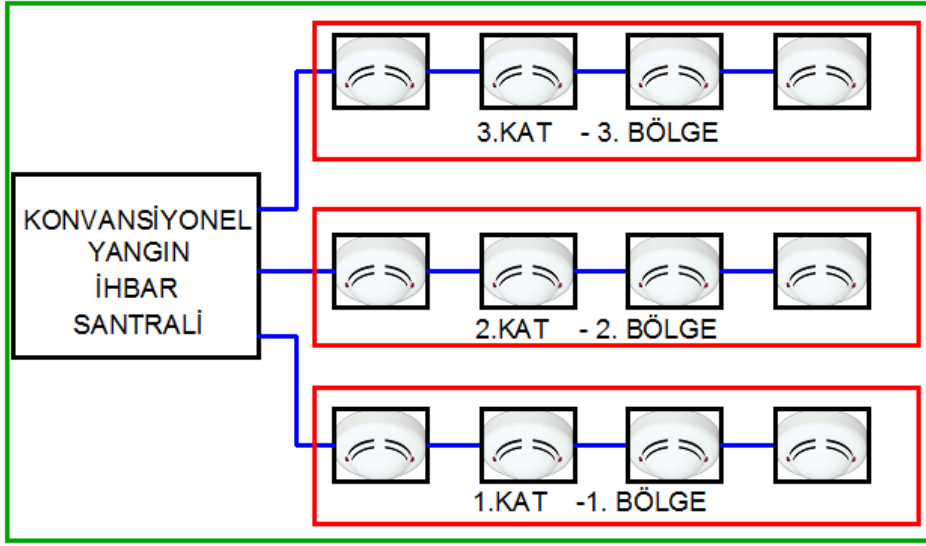 3.KAT - 3. BÖLGE
KONVANSİYONEL
YANGIN
İHBAR
SANTRALİ
2.KAT - 2. BÖLGE
1.KAT -1. BÖLGE